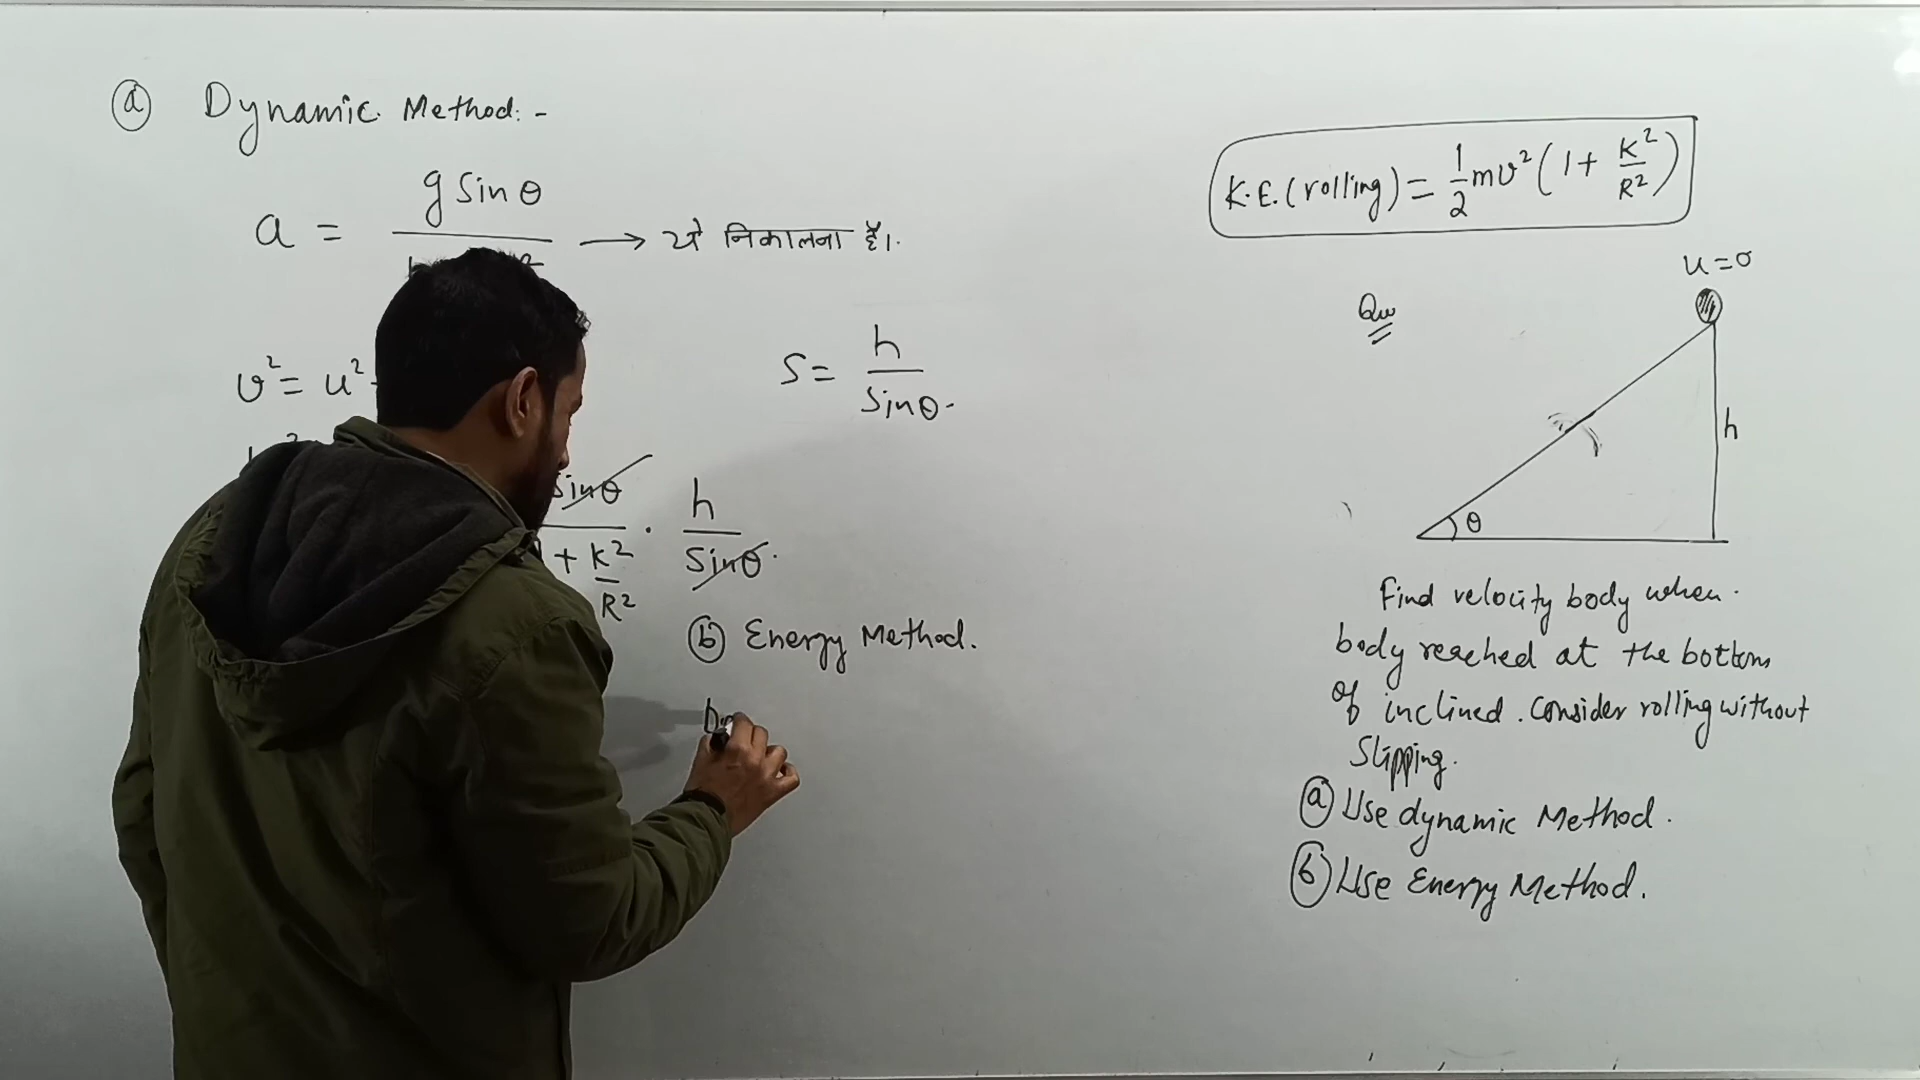 (a) Dynamic Method:-
a = g Sinθ → ये निकालना है।
v² = u²
S = h / Sinθ
Sinθ / + K²/R² · h / Sinθ
(b) Energy Method.
K.E.(rolling) = 1/2 mv² (1 + K²/R²)
u=0
Que
h
θ
Find velocity body when
body reached at the bottom
of inclined. Consider rolling without
Slipping.
(a) Use dynamic Method.
(b) Use Energy Method.